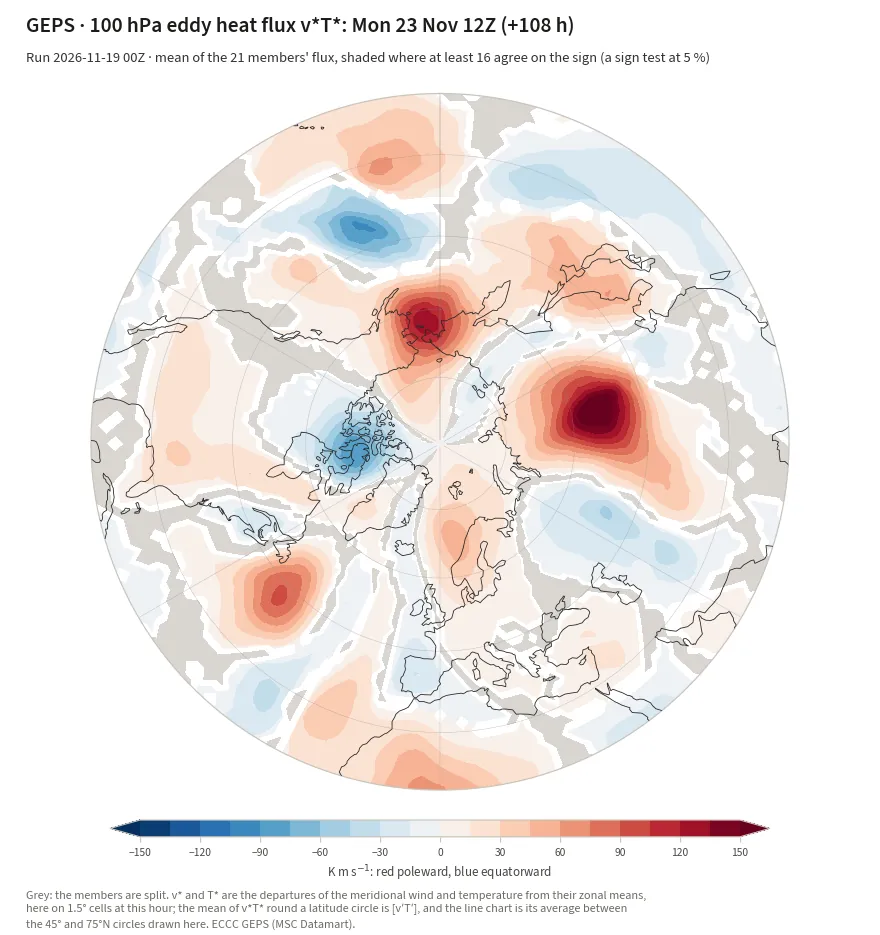 GEPS · 100 hPa eddy heat flux v*T*: Mon 23 Nov 12Z (+108 h)
Run 2026-11-19 00Z · mean of the 21 members' flux, shaded where at least 16 agree on the sign (a sign test at 5 %)
−150 −120 −90 −60 −30 0 30 60 90 120 150
K m s⁻¹: red poleward, blue equatorward
Grey: the members are split. v* and T* are the departures of the meridional wind and temperature from their zonal means,
here on 1.5° cells at this hour; the mean of v*T* round a latitude circle is [v′T′], and the line chart is its average between
the 45° and 75°N circles drawn here. ECCC GEPS (MSC Datamart).